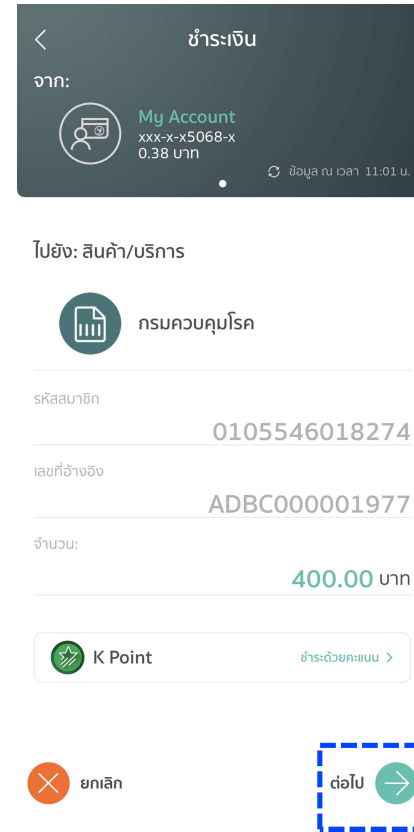 ชำระเงิน
จาก:
My Account
xxx-x-x5068-x
0.38 บาท
ข้อมูล ณ เวลา 11:01 น.
ไปยัง: สินค้า/บริการ
กรมควบคุมโรค
รหัสสมาชิก
0105546018274
เลขที่อ้างอิง
ADBC000001977
จำนวน:
400.00 บาท
K Point
ชำระด้วยคะแนน >
ยกเลิก
ต่อไป